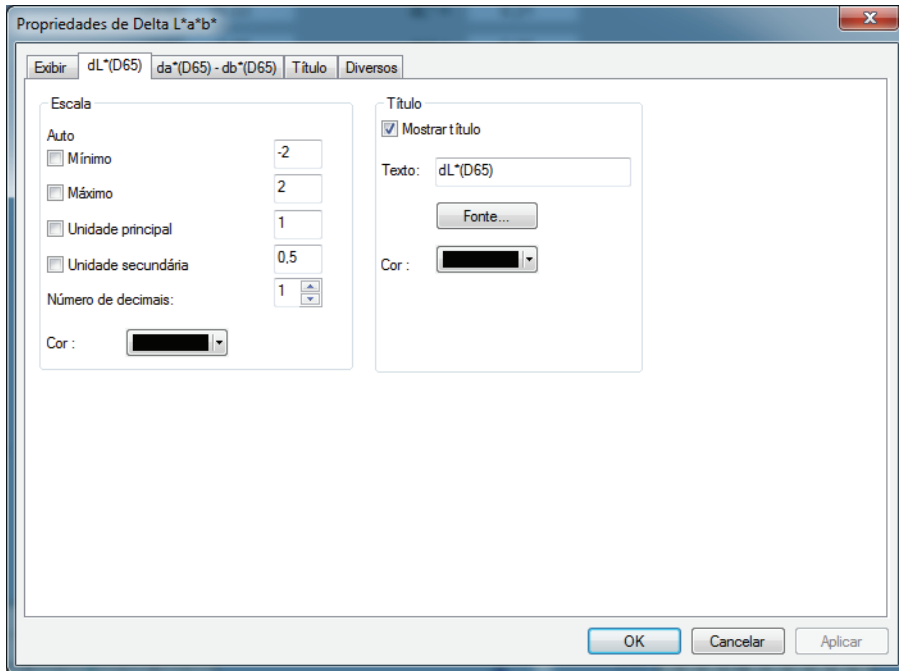 Propriedades de Delta L*a*b*
Exibir dL*(D65) da*(D65) - db*(D65) Título Diversos
Escala
Auto
Mínimo -2
Máximo 2
Unidade principal 1
Unidade secundária 0,5
Número de decimais: 1
Cor :
Título
Mostrar título
Texto: dL*(D65)
Fonte...
Cor :
OK Cancelar Aplicar